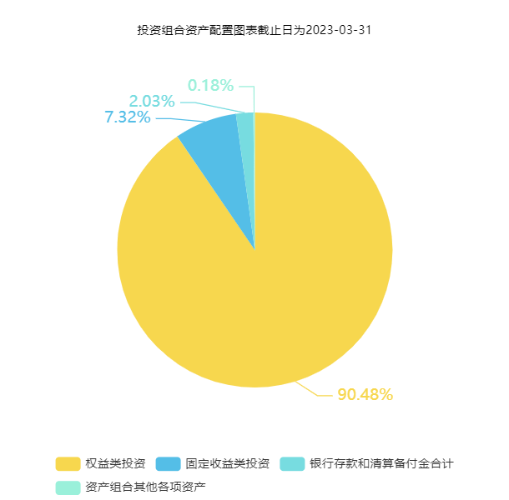 投资组合资产配置图表截止日为2023-03-31
0.18%
2.03%
7.32%
90.48%
权益类投资 固定收益类投资 银行存款和清算备付金合计
资产组合其他各项资产